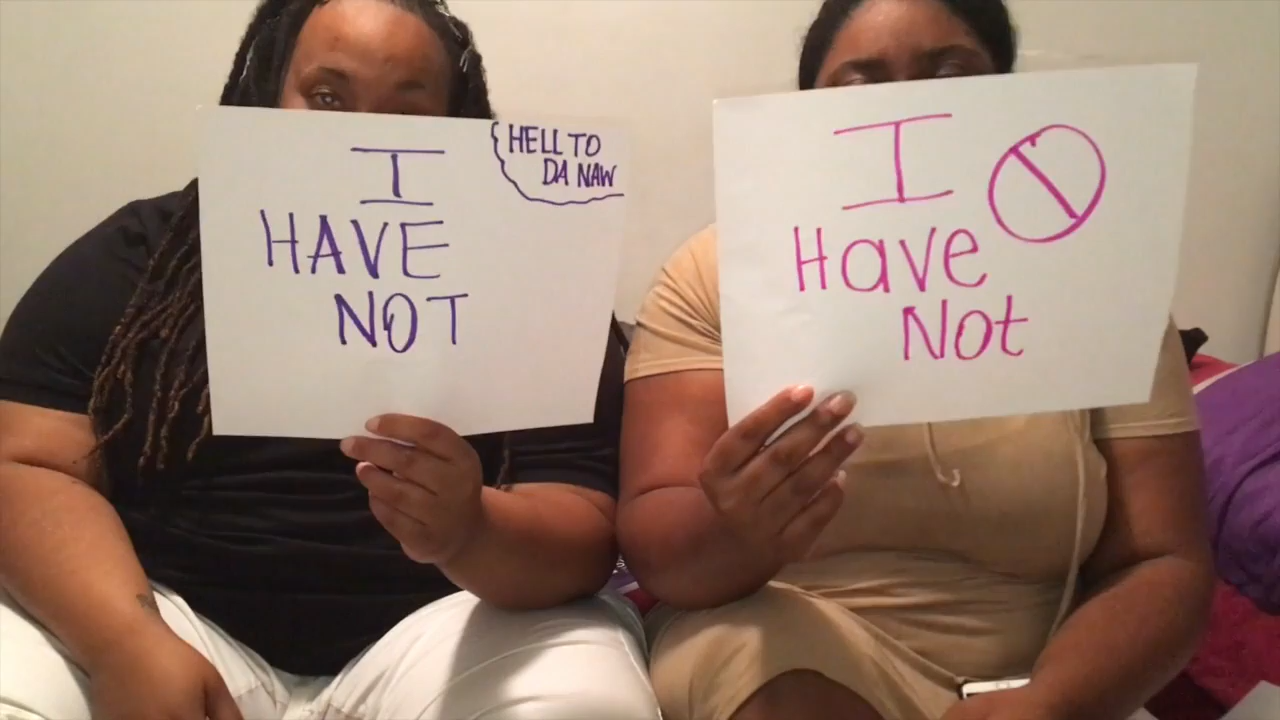 I
HAVE
NOT
HELL TO
DA NAW
I
Have
Not